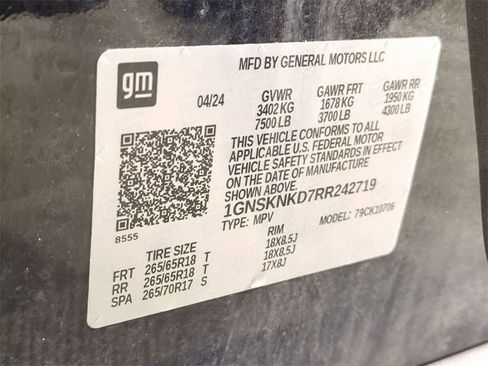 gm
MFD BY GENERAL MOTORS LLC
04/24 GVWR GAWR FRT GAWR RR
3402 KG 1678 KG 1950 KG
7500 LB 3700 LB 4300 LB
THIS VEHICLE CONFORMS TO ALL
APPLICABLE U.S. FEDERAL MOTOR
VEHICLE SAFETY STANDARDS IN EFFECT
ON THE DATE OF MANUFACTURE
SHOWN ABOVE.
1GNSKNKD7RR242719
8555 TYPE: MPV 79CK10706
TIRE SIZE RIM
FRT 265/65R18 T 18X8.5J
RR 265/65R18 T 18X8.5J
SPA 265/70R17 S 17X8J